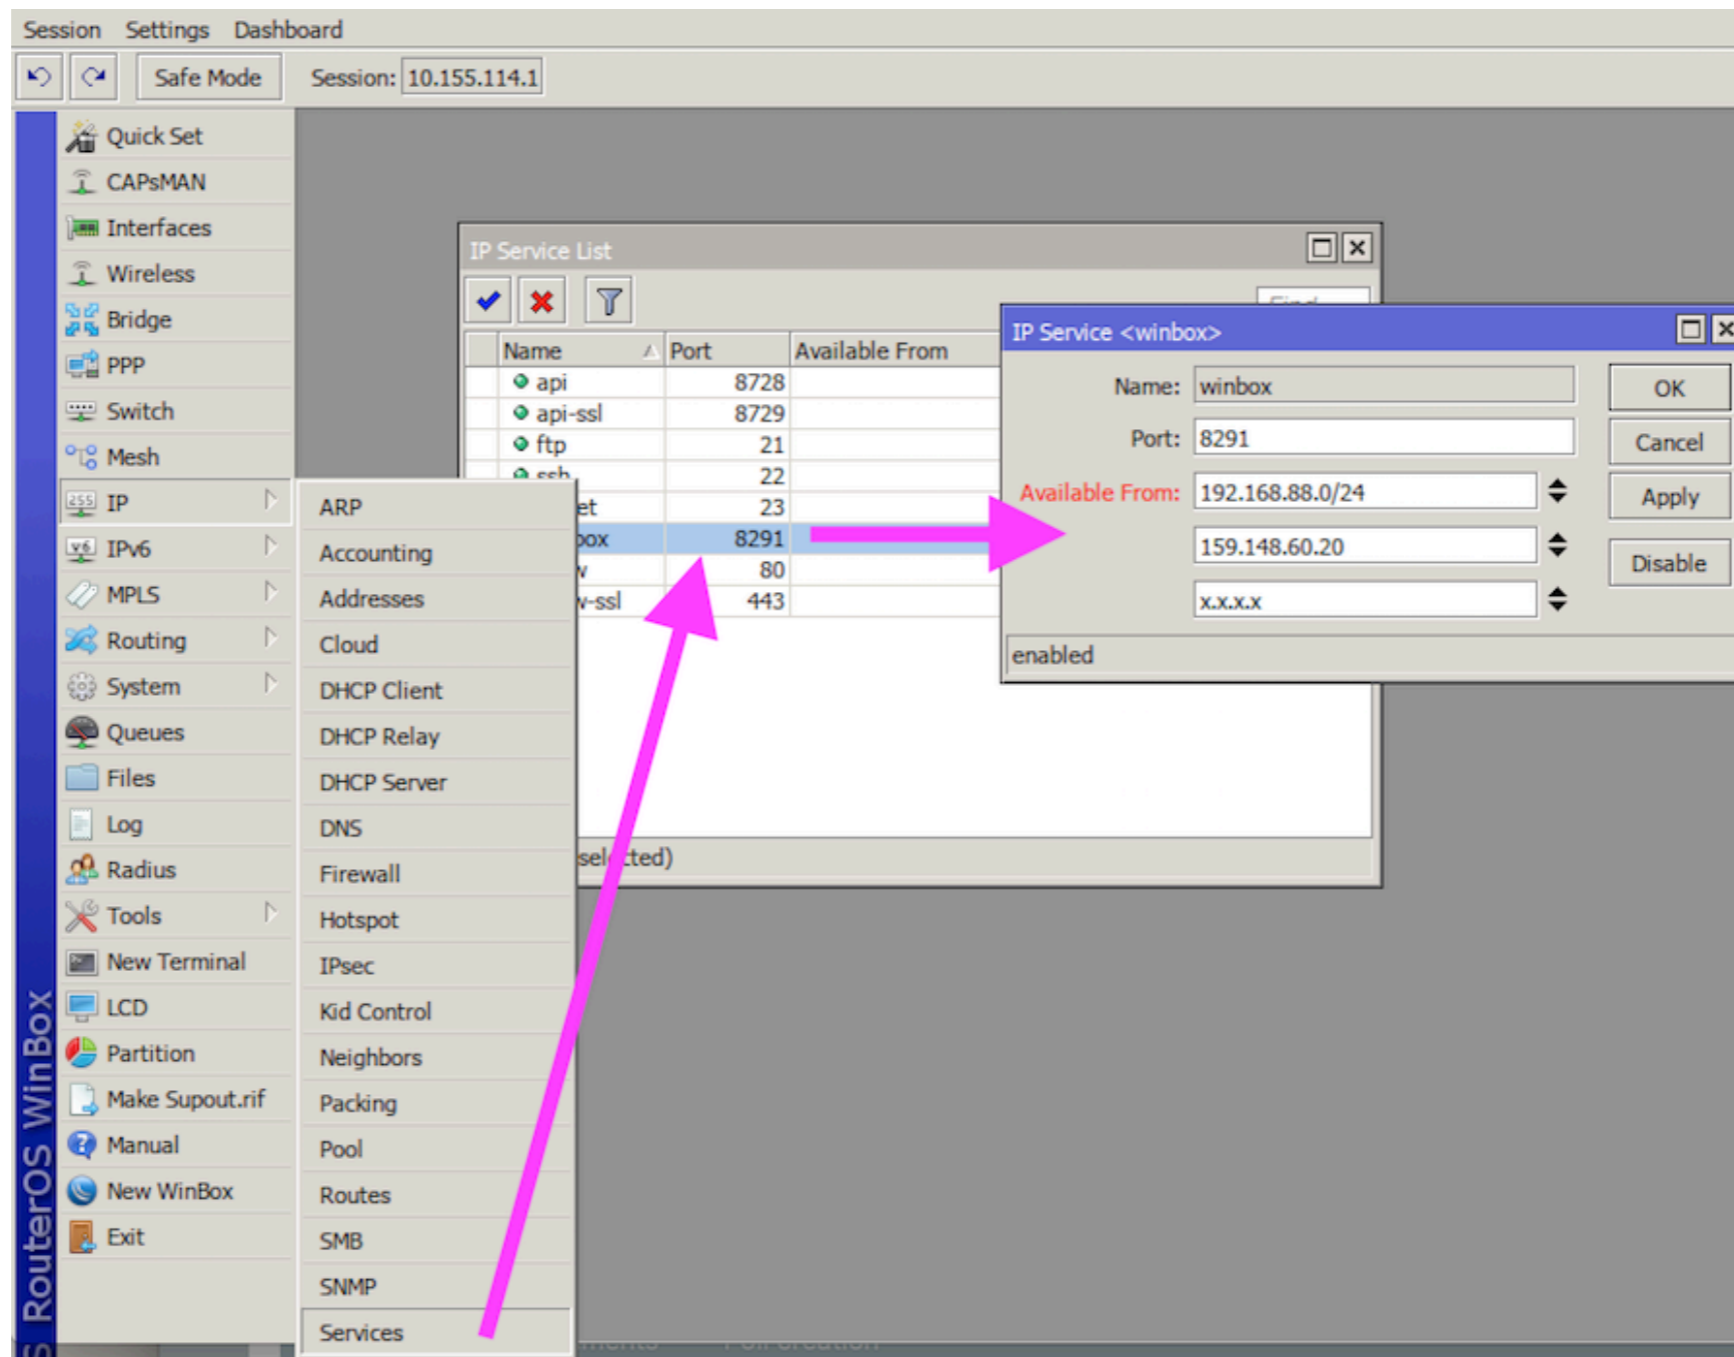 Session Settings Dashboard
Safe Mode Session: 10.155.114.1
Quick Set
CAPsMAN
Interfaces
Wireless
Bridge
PPP
Switch
Mesh
IP
IPv6
MPLS
Routing
System
Queues
Files
Log
Radius
Tools
New Terminal
LCD
Partition
Make Supout.rif
Manual
New WinBox
Exit
RouterOS WinBox
ARP
Accounting
Addresses
Cloud
DHCP Client
DHCP Relay
DHCP Server
DNS
Firewall
Hotspot
IPsec
Kid Control
Neighbors
Packing
Pool
Routes
SMB
SNMP
Services
IP Service List
Name Port Available From
api 8728
api-ssl 8729
ftp 21
ssh 22
et 23
box 8291
80
w-ssl 443
selected)
IP Service <winbox>
Name: winbox
Port: 8291
Available From: 192.168.88.0/24
159.148.60.20
x.x.x.x
enabled
OK
Cancel
Apply
Disable